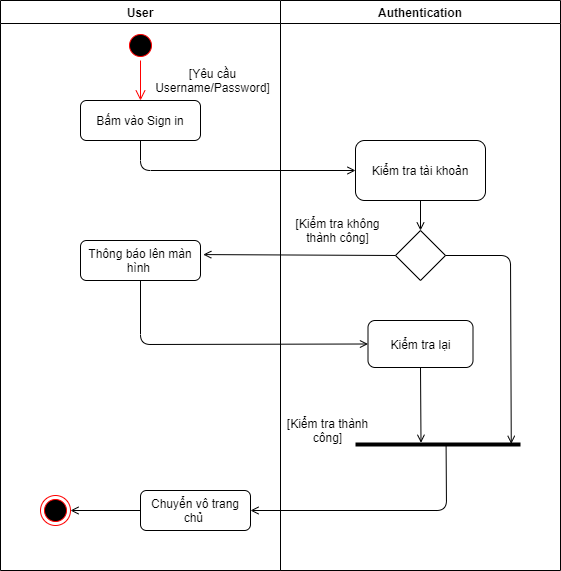 User
Authentication
[Yêu cầu
Username/Password]
Bấm vào Sign in
Kiểm tra tài khoản
[Kiểm tra không
thành công]
Thông báo lên màn
hình
Kiểm tra lại
[Kiểm tra thành
công]
Chuyển vô trang
chủ